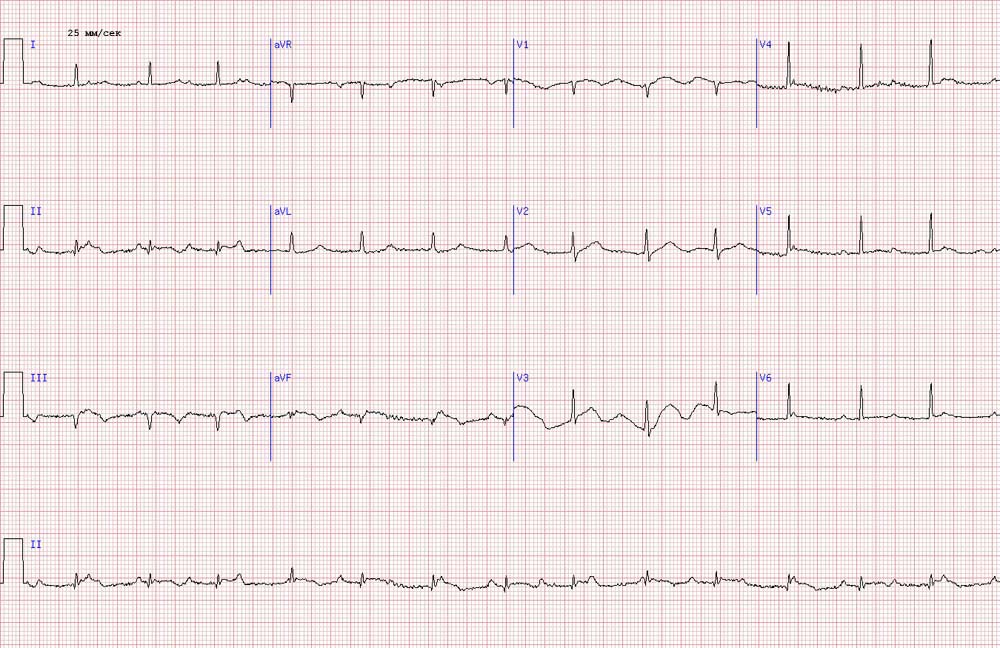 25 мм/сек
I aVR V1 V4
II aVL V2 V5
III aVF V3 V6
II